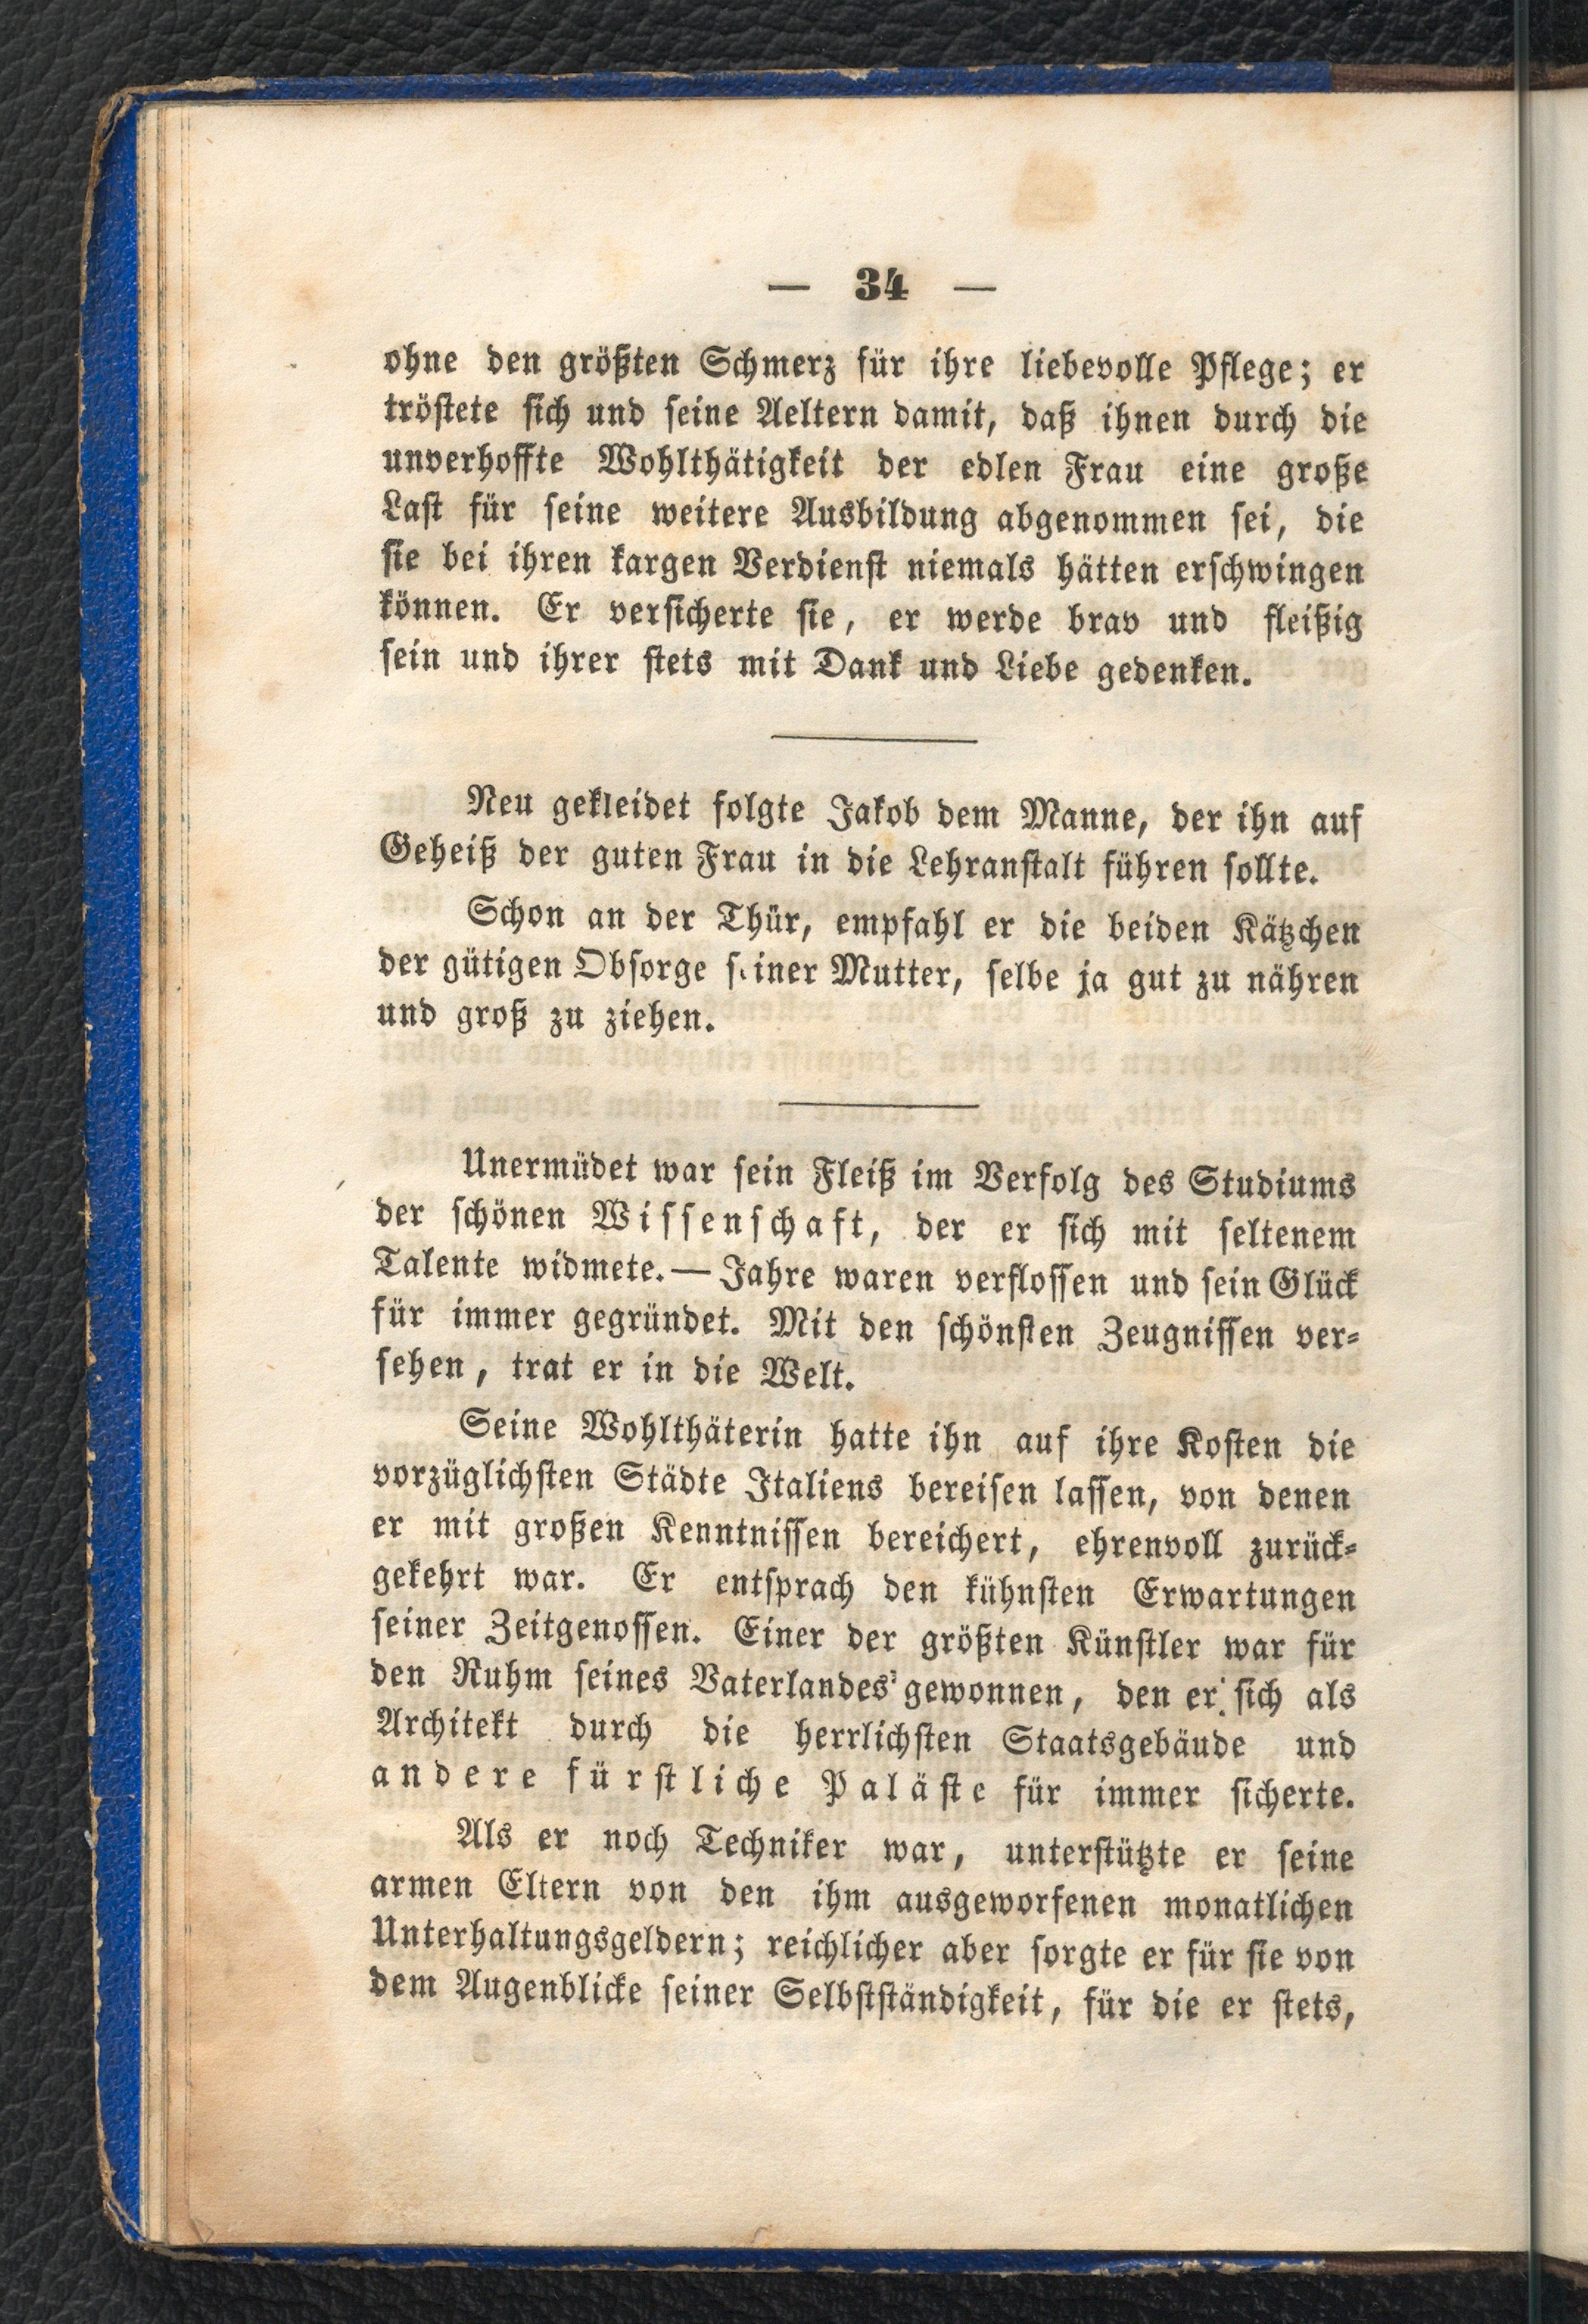 — 34 —
ohne den größten Schmerz für ihre liebevolle Pflege; er
tröstete sich und seine Aeltern damit, daß ihnen durch die
unverhoffte Wohlthätigkeit der edlen Frau eine große
Last für seine weitere Ausbildung abgenommen sei, die
sie bei ihren kargen Verdienst niemals hätten erschwingen
können. Er versicherte sie, er werde brav und fleißig
sein und ihrer stets mit Dank und Liebe gedenken.
Neu gekleidet folgte Jakob dem Manne, der ihn auf
Geheiß der guten Frau in die Lehranstalt führen sollte.
Schon an der Thür, empfahl er die beiden Kätzchen
der gütigen Obsorge seiner Mutter, selbe ja gut zu nähren
und groß zu ziehen.
Unermüdet war sein Fleiß im Verfolg des Studiums
der schönen Wissenschaft, der er sich mit seltenem
Talente widmete.— Jahre waren verflossen und sein Glück
für immer gegründet. Mit den schönsten Zeugnissen ver-
sehen, trat er in die Welt.
Seine Wohlthäterin hatte ihn auf ihre Kosten die
vorzüglichsten Städte Italiens bereisen lassen, von denen
er mit großen Kenntnissen bereichert, ehrenvoll zurück-
gekehrt war. Er entsprach den kühnsten Erwartungen
seiner Zeitgenossen. Einer der größten Künstler war für
den Ruhm seines Vaterlandes gewonnen, den er sich als
Architekt durch die herrlichsten Staatsgebäude und
andere fürstliche Paläste für immer sicherte.
Als er noch Techniker war, unterstützte er seine
armen Eltern von den ihm ausgeworfenen monatlichen
Unterhaltungsgeldern; reichlicher aber sorgte er für sie von
dem Augenblicke seiner Selbstständigkeit, für die er stets,